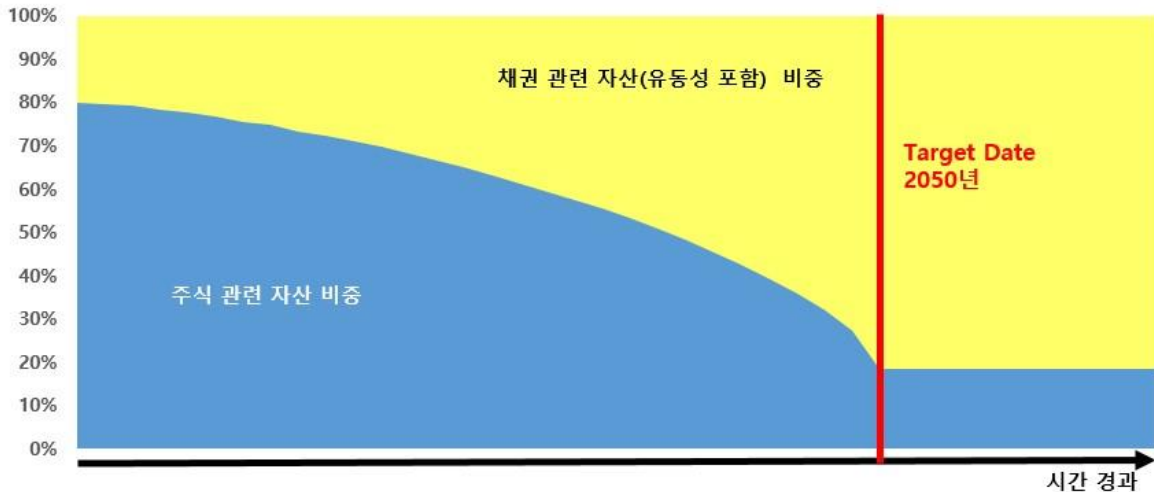 100%
90%
80%
70%
60%
50%
40%
30%
20%
10%
0%
채권 관련 자산(유동성 포함) 비중
Target Date
2050년
주식 관련 자산 비중
시간 경과